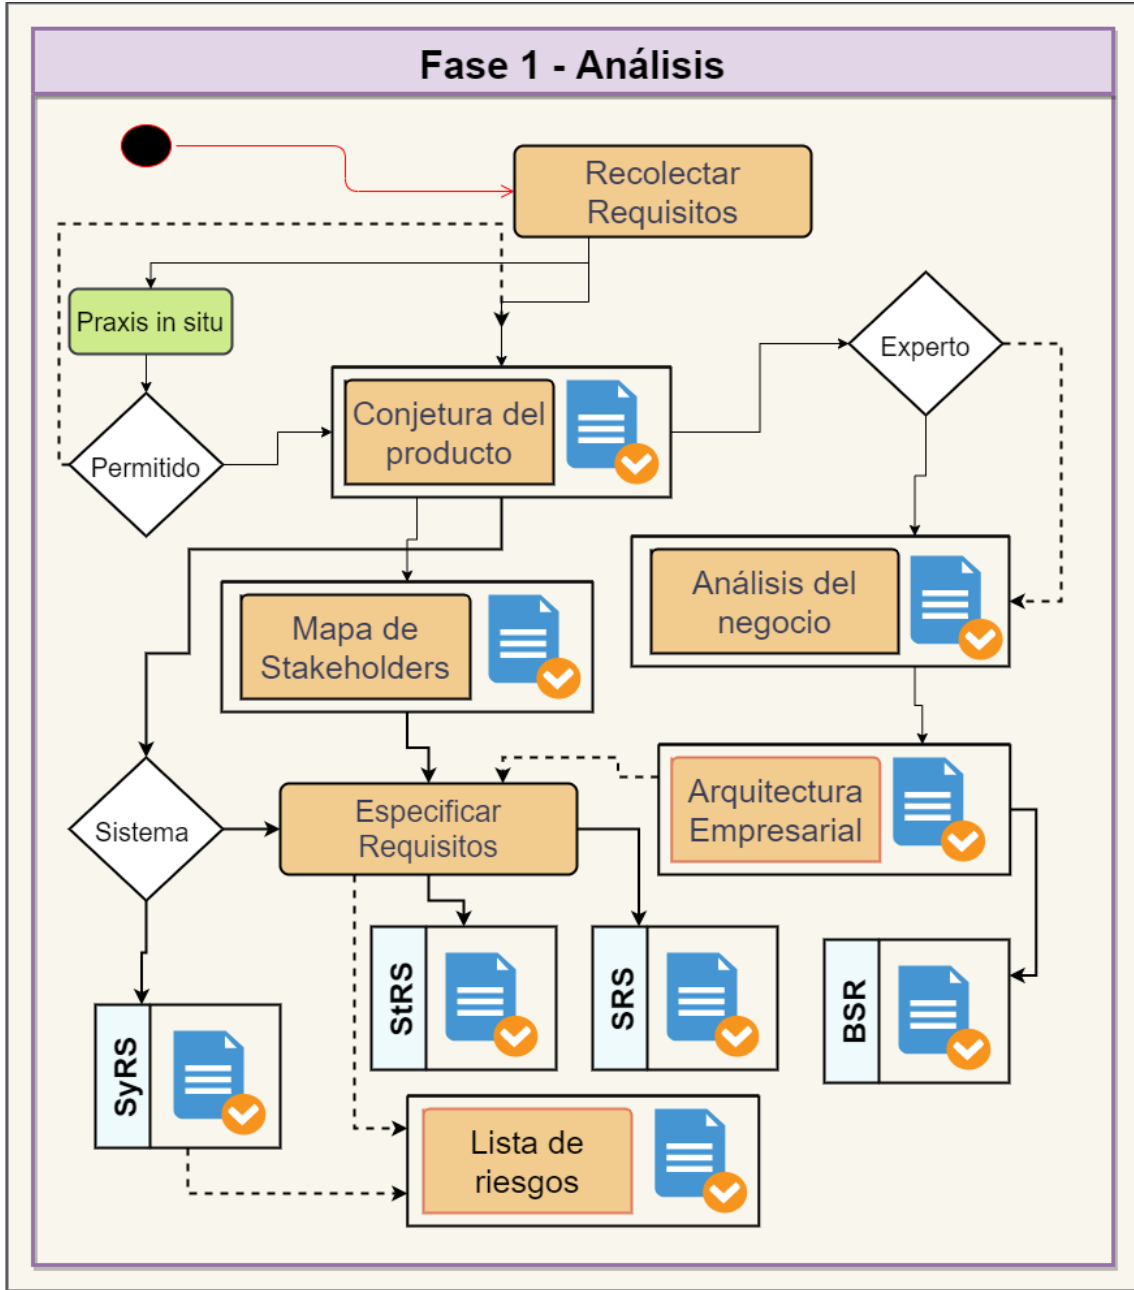 Fase 1 - Análisis
Recolectar
Requisitos
Praxis in situ
Experto
Conjetura del
producto
Permitido
Análisis del
negocio
Mapa de
Stakeholders
Arquitectura
Empresarial
Sistema
Especificar
Requisitos
StRS
SRS
BSR
SyRS
Lista de
riesgos